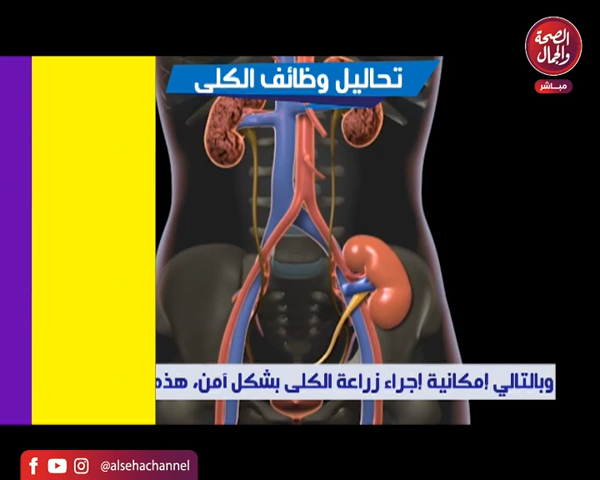 الصحة
والجمال
مباشر
تحاليل وظائف الكلى
وبالتالي إمكانية إجراء زراعة الكلى بشكل آمن، هذه
@alsehachannel